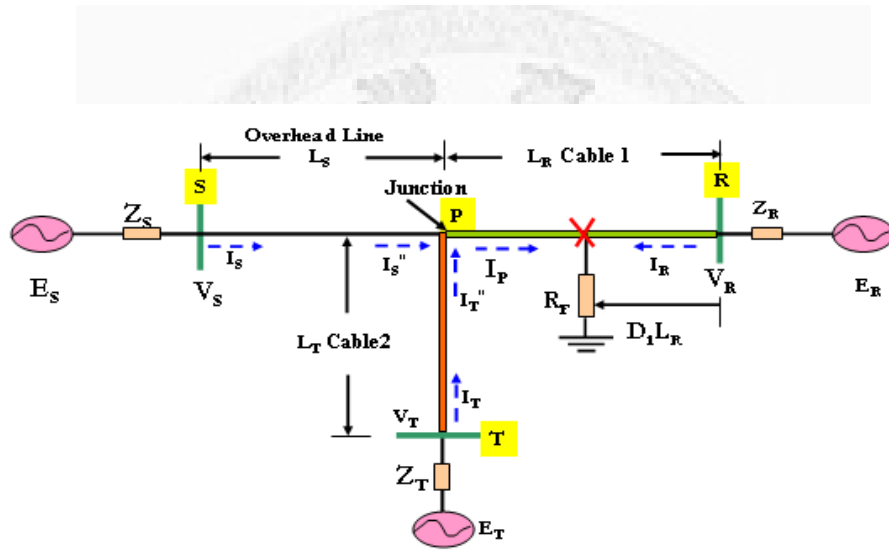 Overhead Line
L_S
L_R Cable 1
Junction
S
P
R
Z_S
Z_R
I_S
I_S"
I_P
I_R
E_S
V_S
I_T"
R_F
V_R
E_R
L_T Cable2
D_1L_R
I_T
V_T
T
Z_T
E_T